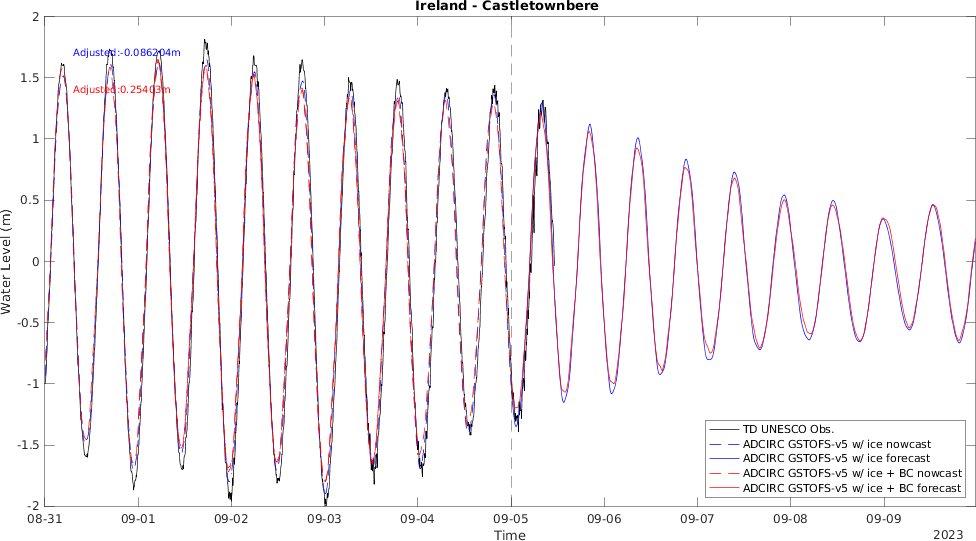 Ireland - Castletownbere
2
1.5
1
0.5
0
-0.5
-1
-1.5
-2
Water Level (m)
Adjusted:-0.086204m
Adjusted:0.25403m
TD UNESCO Obs.
ADCIRC GSTOFS-v5 w/ ice nowcast
ADCIRC GSTOFS-v5 w/ ice forecast
ADCIRC GSTOFS-v5 w/ ice + BC nowcast
ADCIRC GSTOFS-v5 w/ ice + BC forecast
08-31 09-01 09-02 09-03 09-04 09-05 09-06 09-07 09-08 09-09
Time
2023